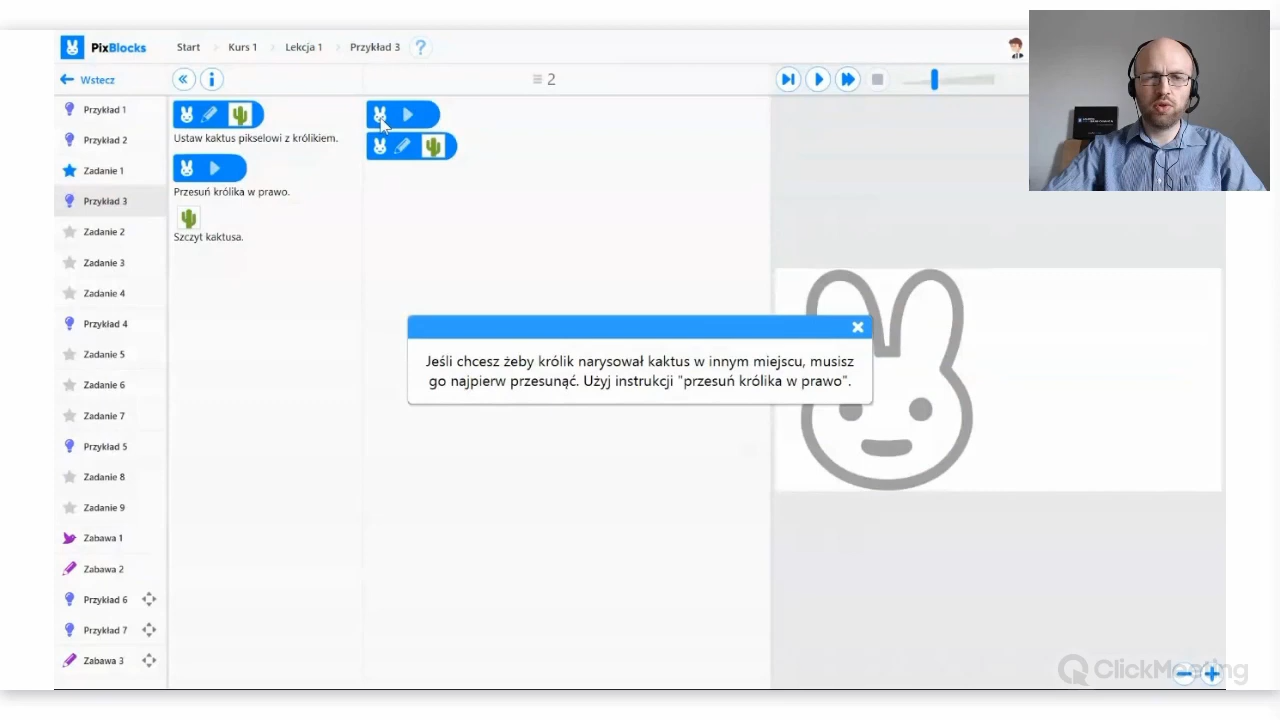 PixBlocks
Start
Kurs 1
Lekcja 1
Przykład 3
?
Wstecz
2
Przykład 1
Przykład 2
Zadanie 1
Przykład 3
Zadanie 2
Zadanie 3
Zadanie 4
Przykład 4
Zadanie 5
Zadanie 6
Zadanie 7
Przykład 5
Zadanie 8
Zadanie 9
Zabawa 1
Zabawa 2
Przykład 6
Przykład 7
Zabawa 3
Ustaw kaktus pikselowi z królikiem.
Przesuń królika w prawo.
Szczyt kaktusa.
Jeśli chcesz żeby królik narysował kaktus w innym miejscu, musisz
go najpierw przesunąć. Użyj instrukcji "przesuń królika w prawo".
ClickMeeting